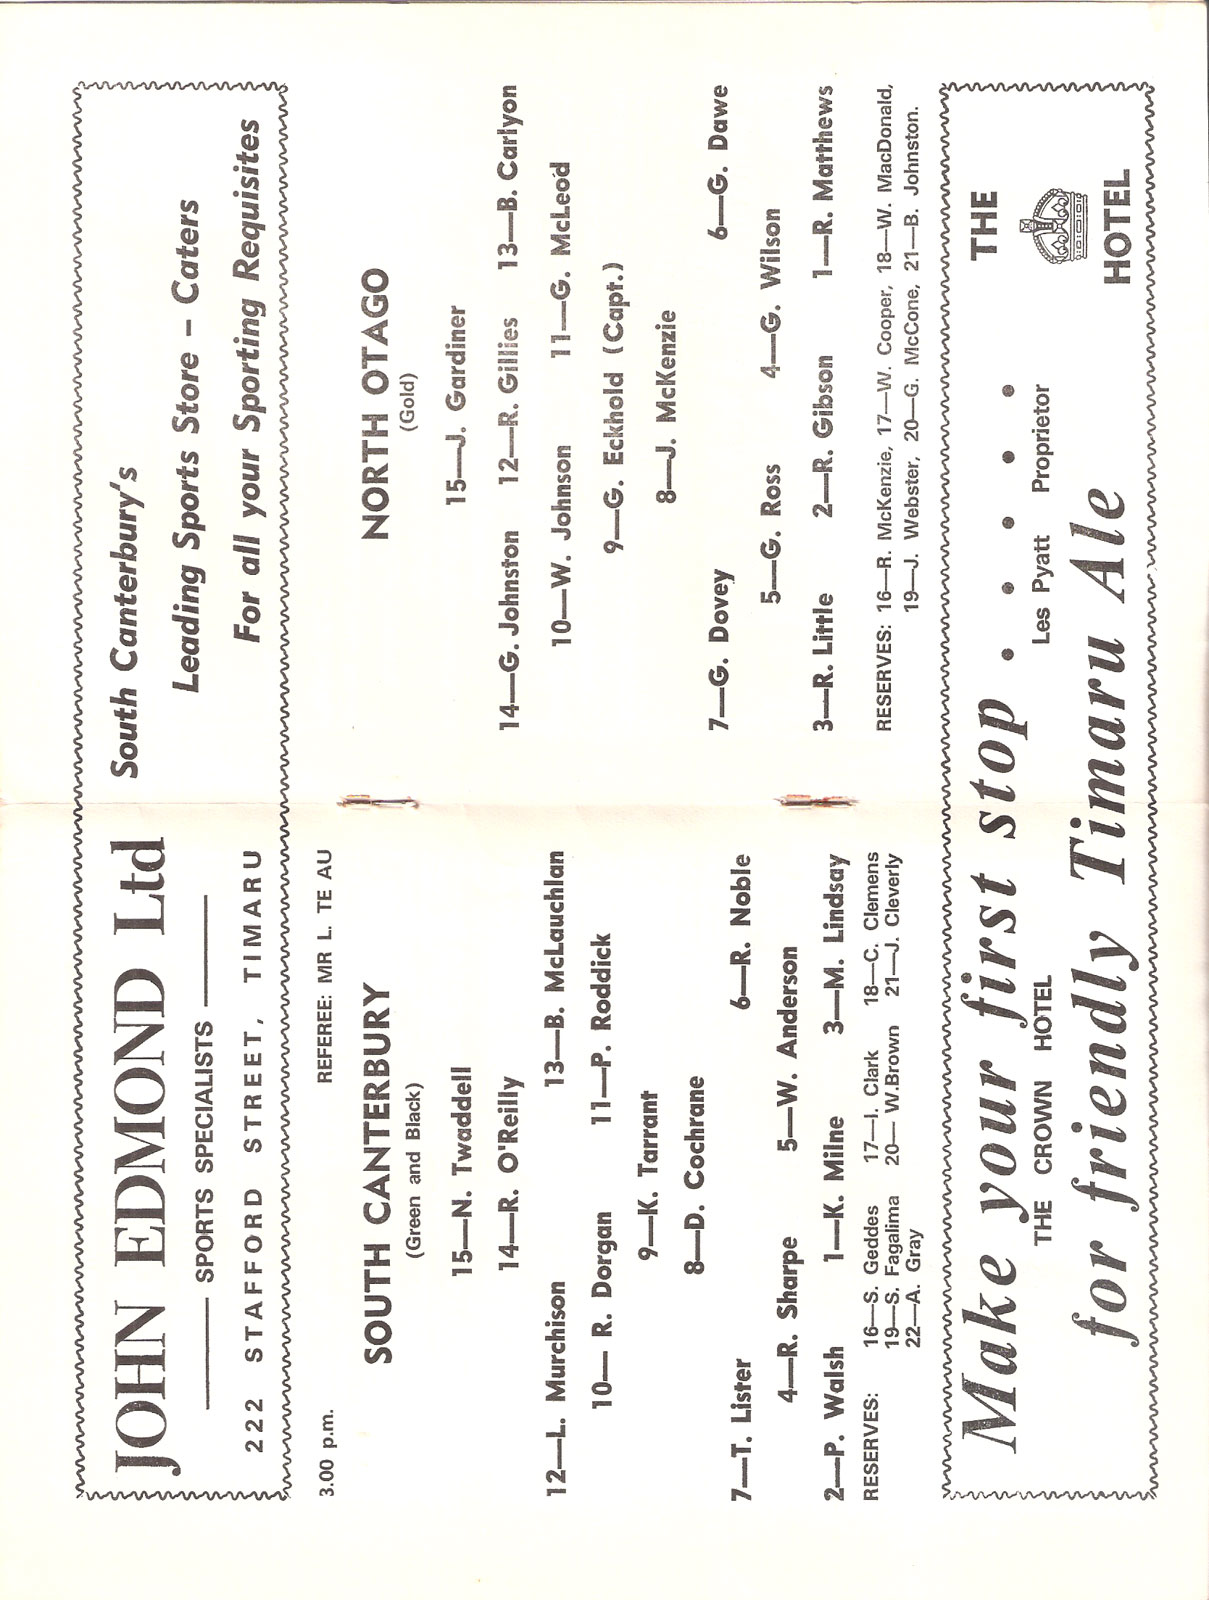 JOHN EDMOND Ltd
SPORTS SPECIALISTS
222 STAFFORD STREET, TIMARU
South Canterbury's
Leading Sports Store – Caters
For all your Sporting Requisites
3.00 p.m. REFEREE: MR L. TE AU
SOUTH CANTERBURY
(Green and Black)
15—N. Twaddell
14—R. O'Reilly
12—L. Murchison 13—B. McLauchlan
10— R. Dorgan 11—P. Roddick
9—K. Tarrant
8—D. Cochrane
7—T. Lister 6—R. Noble
4—R. Sharpe 5—W. Anderson
2—P. Walsh 1—K. Milne 3—M. Lindsay
RESERVES: 16—S. Geddes 17—I. Clark 18—C. Clemens
19—S. Fagalima 20— W.Brown 21—J. Cleverly
22—A. Gray
NORTH OTAGO
(Gold)
15—J. Gardiner
14—G. Johnston 12—R. Gillies 13—B. Carlyon
10—W. Johnson 11—G. McLeod
9—G. Eckhold (Capt.)
8—J. McKenzie
7—G. Dovey 6—G. Dawe
5—G. Ross 4—G. Wilson
3—R. Little 2—R. Gibson 1—R. Matthews
RESERVES: 16—R. McKenzie, 17—W. Cooper, 18—W. MacDonald,
19—J. Webster, 20—G. McCone, 21—B. Johnston.
Make your first stop . . . . .
THE CROWN HOTEL Les Pyatt Proprietor
for friendly Timaru Ale
THE
HOTEL